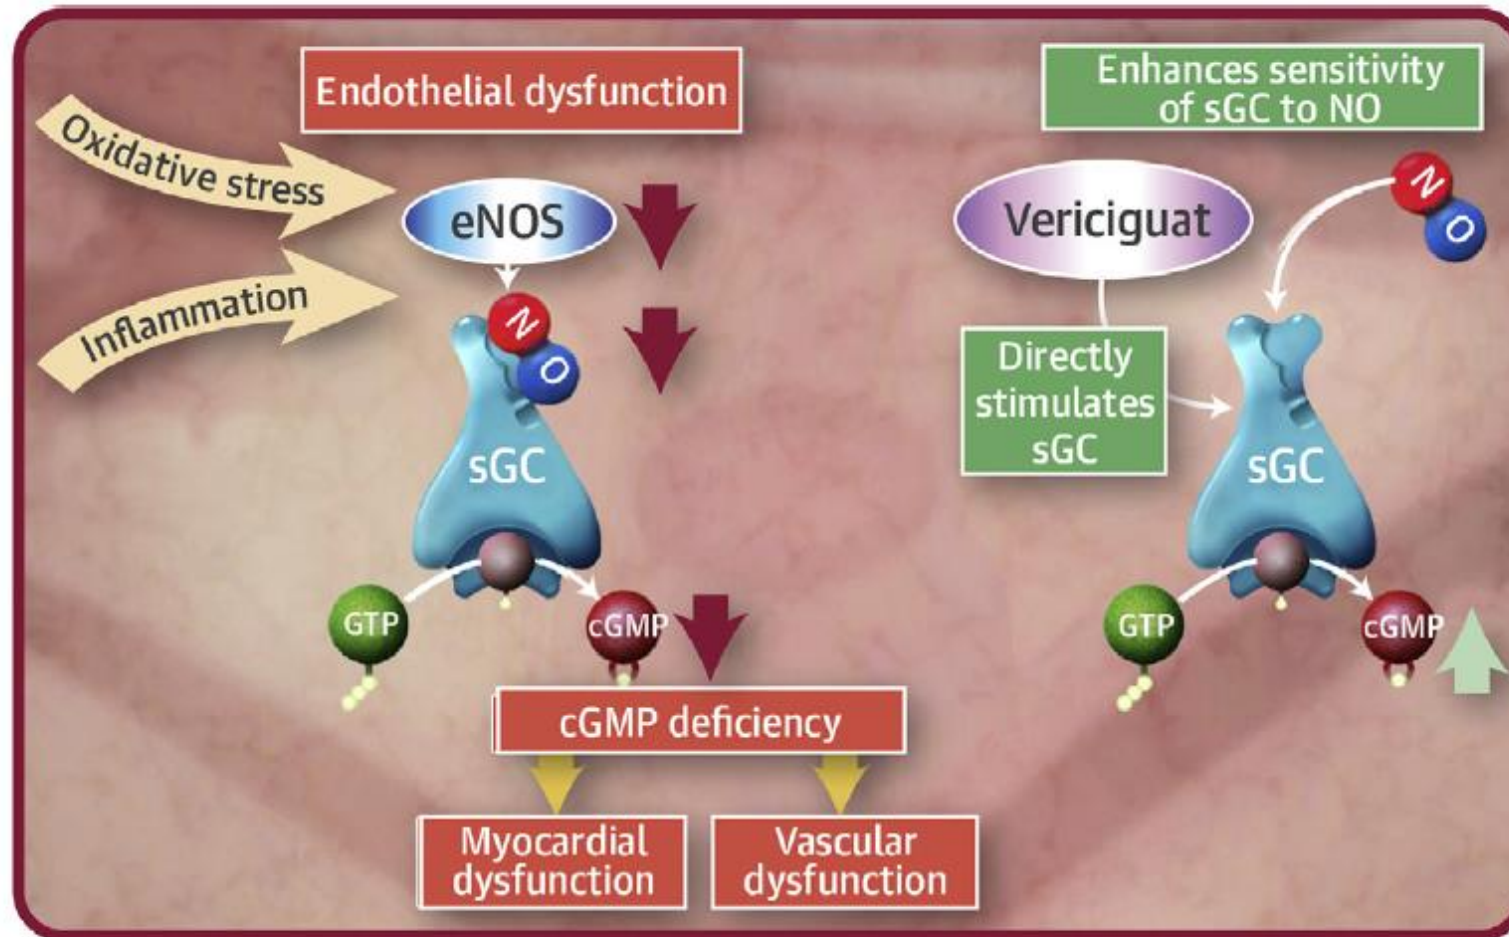 Endothelial dysfunction
Oxidative stress
Inflammation
eNOS
N
O
sGC
GTP
cGMP
cGMP deficiency
Myocardial
dysfunction
Vascular
dysfunction
Enhances sensitivity
of sGC to NO
Vericiguat
N
O
Directly
stimulates
sGC
sGC
GTP
cGMP